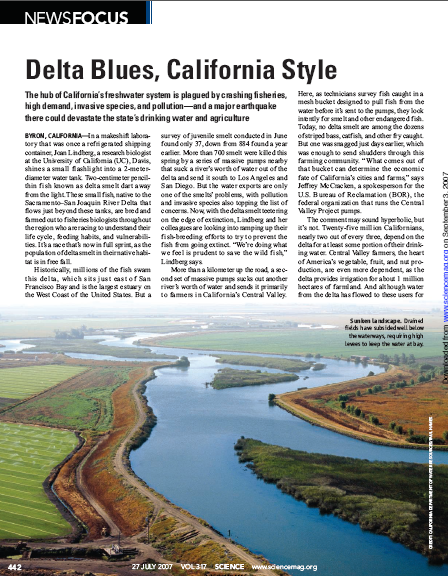 NEWSFOCUS
Delta Blues, California Style
The hub of California's freshwater system is plagued by crashing fisheries,
high demand, invasive species, and pollution—and a major earthquake
there could devastate the state's drinking water and agriculture
BYRON, CALIFORNIA—In a makeshift labora-
tory that was once a refrigerated shipping
container, Joan Lindberg, a research biologist
at the University of California (UC), Davis,
shines a small flashlight into a 2-meter-
diameter water tank. Two-centimeter pencil-
thin fish known as delta smelt dart away
from the light. These small fish, native to the
Sacramento–San Joaquin River Delta that
flows just beyond these tanks, are bred and
farmed out to fisheries biologists throughout
the region who are racing to understand their
life cycle, feeding habits, and vulnerabili-
ties. It's a race that's now in full sprint, as the
population of delta smelt in their native habi-
tat is in free fall.
Historically, millions of the fish swam
this delta, which sits just east of San
Francisco Bay and is the largest estuary on
the West Coast of the United States. But a
survey of juvenile smelt conducted in June
found only 37, down from 884 found a year
earlier. More than 700 smelt were killed this
spring by a series of massive pumps nearby
that suck a river's worth of water out of the
delta and send it south to Los Angeles and
San Diego. But the water exports are only
one of the smelts' problems, with pollution
and invasive species also topping the list of
concerns. Now, with the delta smelt teetering
on the edge of extinction, Lindberg and her
colleagues are looking into ramping up their
fish-breeding efforts to try to prevent the
fish from going extinct. "We're doing what
we feel is prudent to save the wild fish,"
Lindberg says.
More than a kilometer up the road, a sec-
ond set of massive pumps sucks out another
river's worth of water and sends it primarily
to farmers in California's Central Valley.
Here, as technicians survey fish caught in a
mesh bucket designed to pull fish from the
water before it's sent to the pumps, they look
intently for smelt and other endangered fish.
Today, no delta smelt are among the dozens
of striped bass, catfish, and other fry caught.
But one was snagged just days earlier, which
was enough to send shudders through this
farming community. "What comes out of
that bucket can determine the economic
fate of California's cities and farms," says
Jeffrey McCracken, a spokesperson for the
U.S. Bureau of Reclamation (BOR), the
federal organization that runs the Central
Valley Project pumps.
The comment may sound hyperbolic, but
it's not. Twenty-five million Californians,
nearly two out of every three, depend on the
delta for at least some portion of their drink-
ing water. Central Valley farmers, the heart
of America's vegetable, fruit, and nut pro-
duction, are even more dependent, as the
delta provides irrigation for about 1 million
hectares of farmland. And although water
from the delta has flowed to these users for
Sunken landscape. Drained
fields have subsided well below
the waterways, requiring high
levees to keep the water at bay.
Downloaded from www.sciencemag.org on September 3, 2007
442
27 JULY 2007 VOL 317 SCIENCE www.sciencemag.org